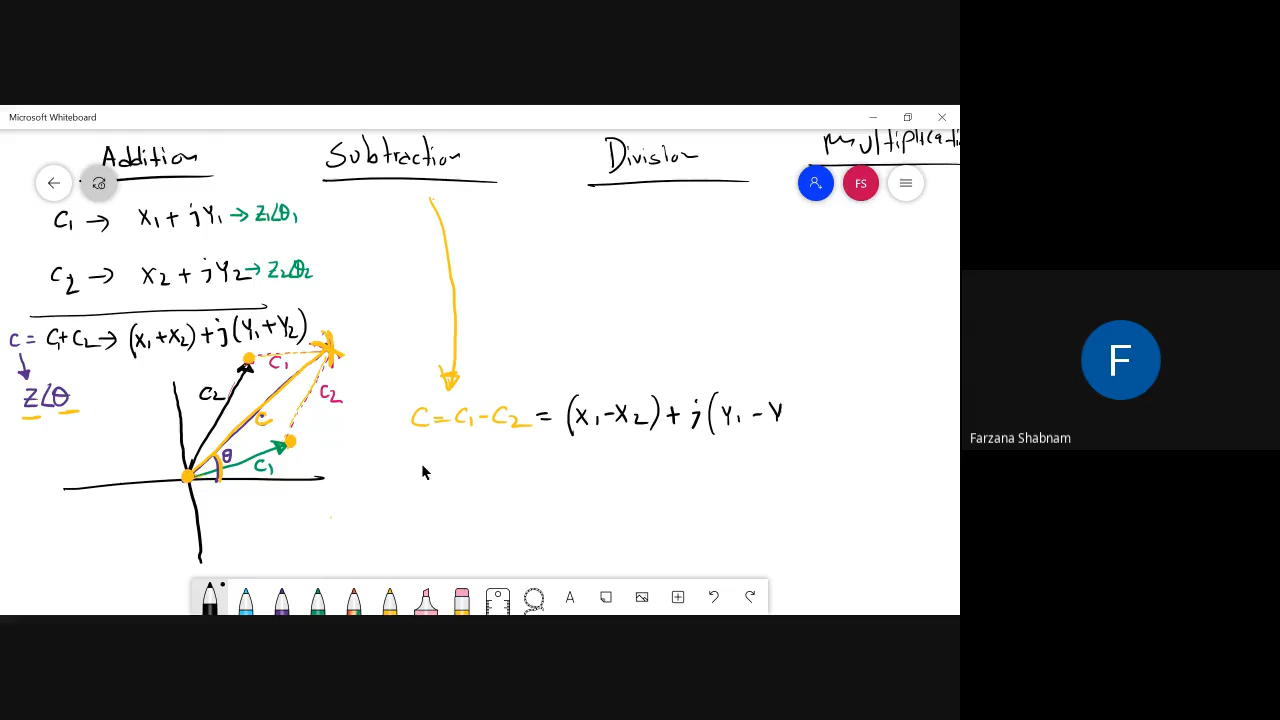 Microsoft Whiteboard
Addition Subtraction Division
FS
C1 → X1 + jY1 → Z1∠θ1
C2 → X2 + jY2 → Z2∠θ2
C = C1+C2 → (X1+X2) + j(Y1+Y2)
Z∠θ
C1
C2
C2
C
θ
C1
C = C1 - C2 = (X1-X2) + j(Y1 - Y
F
Farzana Shabnam
A